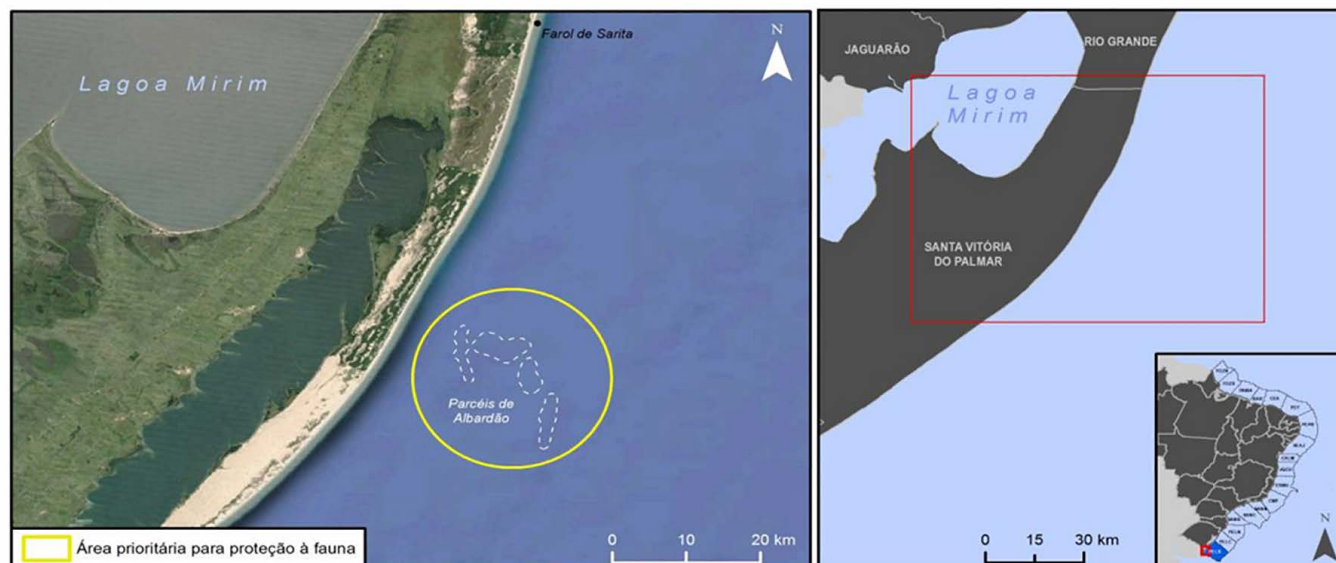 Farol de Sarita
N
Lagoa Mirim
Parcéis de
Albardão
Área prioritária para proteção à fauna
0 10 20 km
JAGUARÃO
RIO GRANDE
N
Lagoa
Mirim
SANTA VITÓRIA
DO PALMAR
0 15 30 km